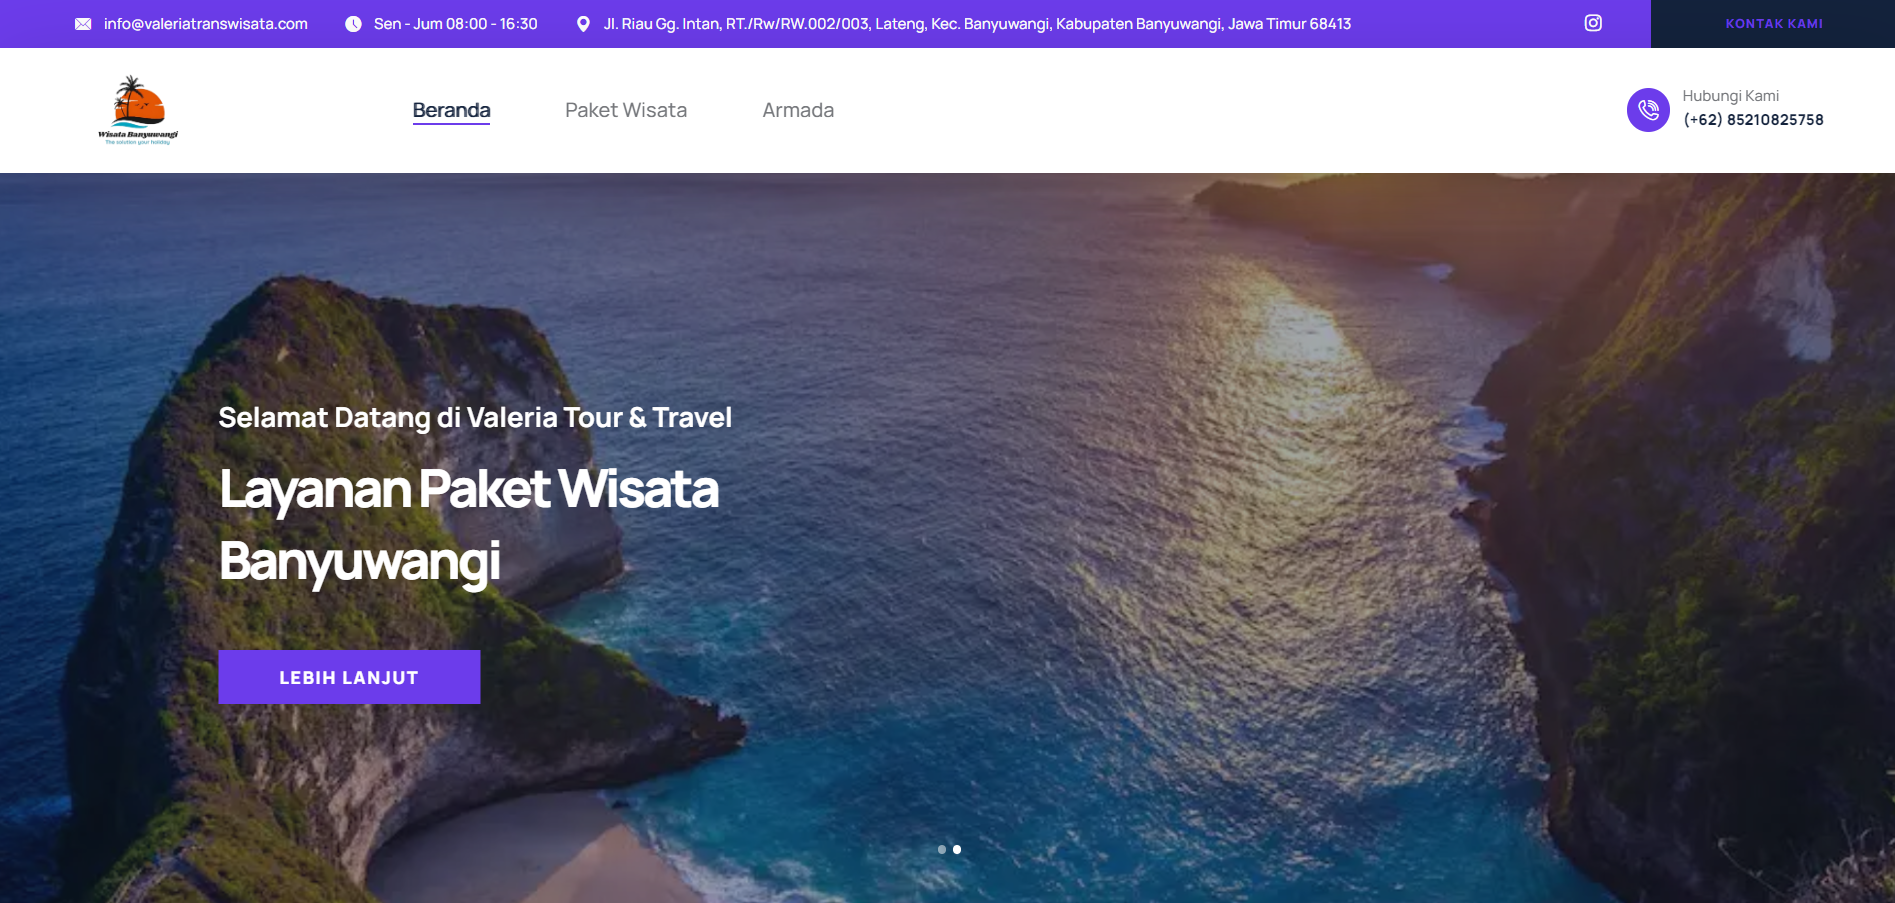 info@valeriatranswisata.com
Sen - Jum 08:00 - 16:30
Jl. Riau Gg. Intan, RT./Rw/RW.002/003, Lateng, Kec. Banyuwangi, Kabupaten Banyuwangi, Jawa Timur 68413
KONTAK KAMI
Wisata Banyuwangi
The solution your holiday
Beranda
Paket Wisata
Armada
Hubungi Kami
(+62) 85210825758
Selamat Datang di Valeria Tour & Travel
Layanan Paket Wisata
Banyuwangi
LEBIH LANJUT